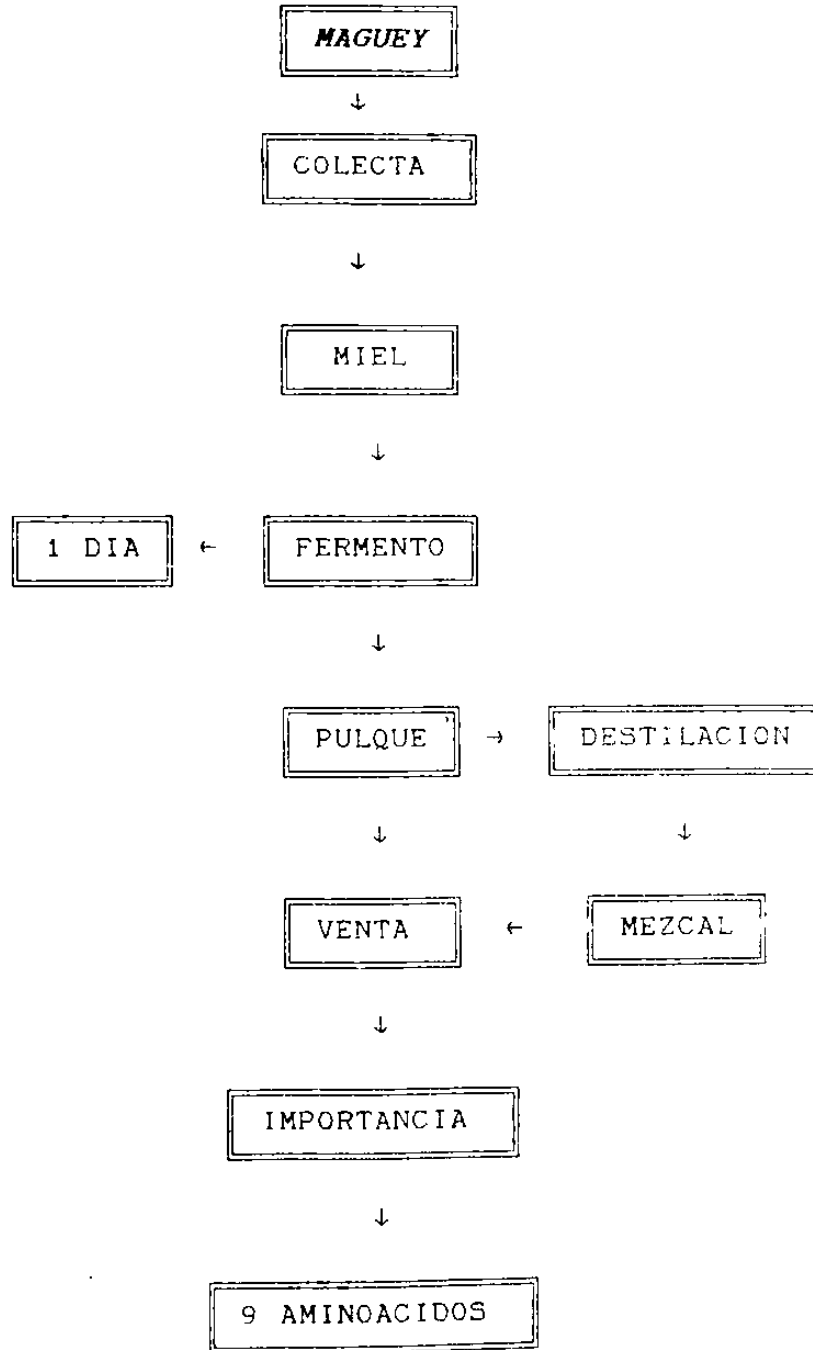 MAGUEY
↓
COLECTA
↓
MIEL
↓
1 DIA ← FERMENTO
↓
PULQUE → DESTILACION
↓ ↓
VENTA ← MEZCAL
↓
IMPORTANCIA
↓
9 AMINOACIDOS